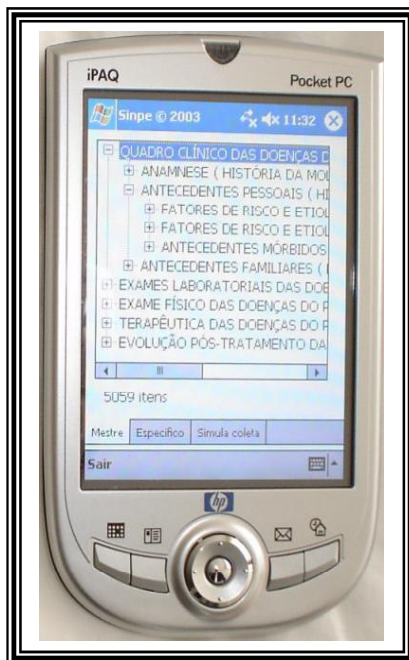 iPAQ
Pocket PC
Sinpe © 2003 11:32
QUADRO CLÍNICO DAS DOENÇAS D
ANAMNESE ( HISTÓRIA DA MOL
ANTECEDENTES PESSOAIS ( HI
FATORES DE RISCO E ETIOL
FATORES DE RISCO E ETIOL
ANTECEDENTES MÓRBIDOS
ANTECEDENTES FAMILIARES (
EXAMES LABORATORIAIS DAS DOE
EXAME FÍSICO DAS DOENÇAS DO P
TERAPÊUTICA DAS DOENÇAS DO P
EVOLUÇÃO PÓS-TRATAMENTO DA
5059 itens
Mestre Específico Simula coleta
Sair
hp